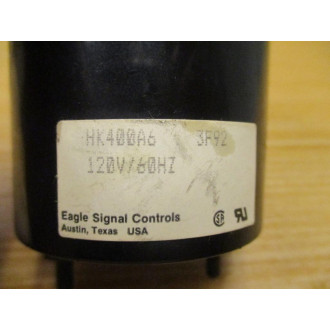 HK400A6 3F92
120V/60HZ
Eagle Signal Controls
Austin, Texas USA